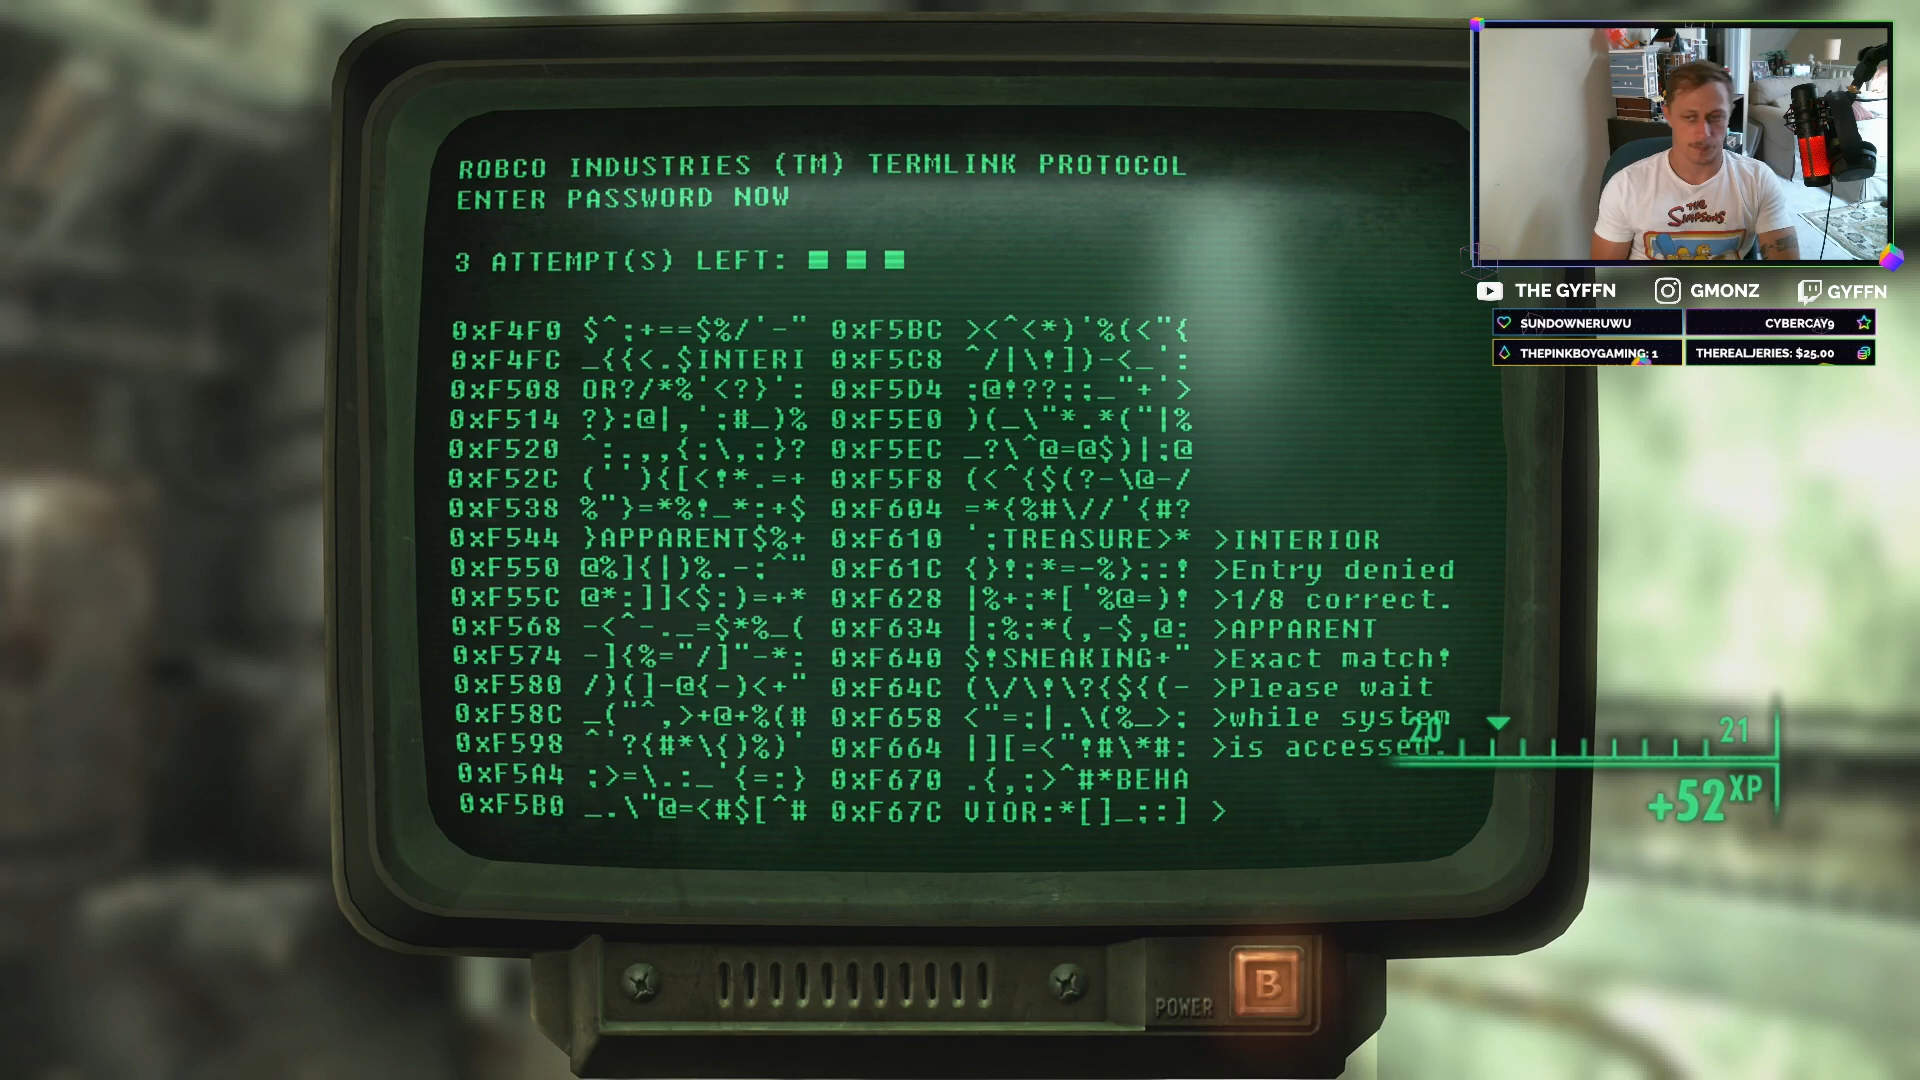 ROBCO INDUSTRIES (TM) TERMLINK PROTOCOL
ENTER PASSWORD NOW
3 ATTEMPT(S) LEFT:
0xF4F0 $^;+==$%/'-" 0xF5BC ><^<*)'%(<"{
0xF4FC _{{<.$INTERI 0xF5C8 ^/|\!])-<_':
0xF508 OR?/*%'<?}': 0xF5D4 ;@!??;;_"+'>
0xF514 ?}:@|,';#_)% 0xF5E0 )(_\"*.*("|%
0xF520 ^:.,,{;\,;}? 0xF5EC _?\^@=@$)|;@
0xF52C (''){[<!*.=+ 0xF5F8 (<^{$(?-\@-/
0xF538 %"}=*%!_*:+$ 0xF604 =*{%#\//'{#?
0xF544 }APPARENT$%+ 0xF610 ';TREASURE>* >INTERIOR
0xF550 @%]{|)%.-;^" 0xF61C {}!;*=-%};:! >Entry denied
0xF55C @*:]]<$:)=+* 0xF628 |%+;*['%@=)! >1/8 correct.
0xF568 -<^-._=$*%_( 0xF634 |;%;*(,-$,@: >APPARENT
0xF574 -]{%="/]"-*: 0xF640 $!SNEAKING+" >Exact match!
0xF580 /)(]-@{-)<+" 0xF64C (\/\!\?{${(- >Please wait
0xF58C _("^,>+@+%(# 0xF658 <"=;|.\(%_>; >while system
0xF598 ^'?{#*\{)%)' 0xF664 |][=<"!#\*#: >is accessed.
0xF5A4 ;>=\.:_'{=:} 0xF670 .{,;>^#*BEHA
0xF5B0 _.\"@=<#$[^# 0xF67C VIOR:*[]_;:] >
POWER
B
20
21
+52 XP
THE SIMPSONS
THE GYFFN
GMONZ
GYFFN
SUNDOWNERUWU
CYBERCAY9
THEPINKBOYGAMING: 1
THEREALJERIES: $25.00